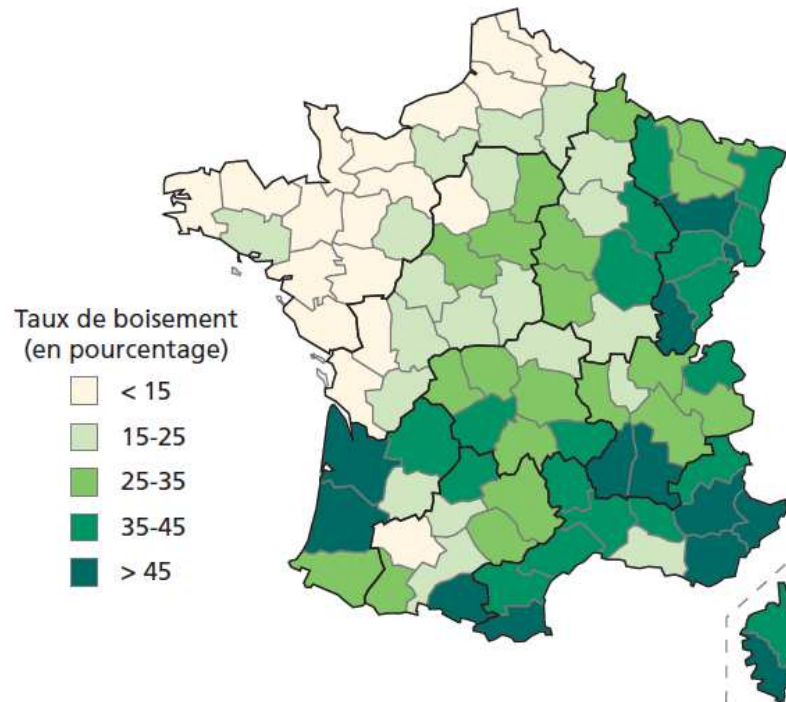 Taux de boisement
(en pourcentage)
< 15
15-25
25-35
35-45
> 45